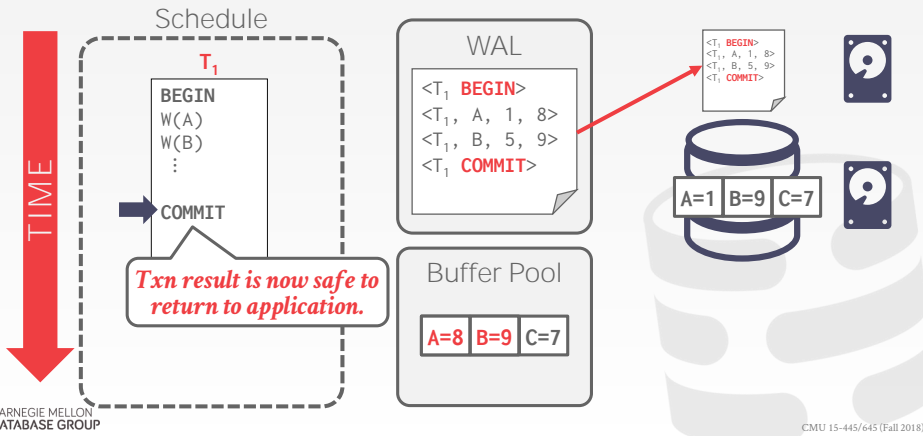 Schedule
TIME
T₁
BEGIN
W(A)
W(B)
⋮
COMMIT
Txn result is now safe to
return to application.
WAL
<T₁ BEGIN>
<T₁, A, 1, 8>
<T₁, B, 5, 9>
<T₁ COMMIT>
Buffer Pool
A=8 B=9 C=7
<T₁ BEGIN>
<T₁, A, 1, 8>
<T₁, B, 5, 9>
<T₁ COMMIT>
A=1 B=9 C=7
ARNEGIE MELLON
ATABASE GROUP
CMU 15-445/645 (Fall 2018)